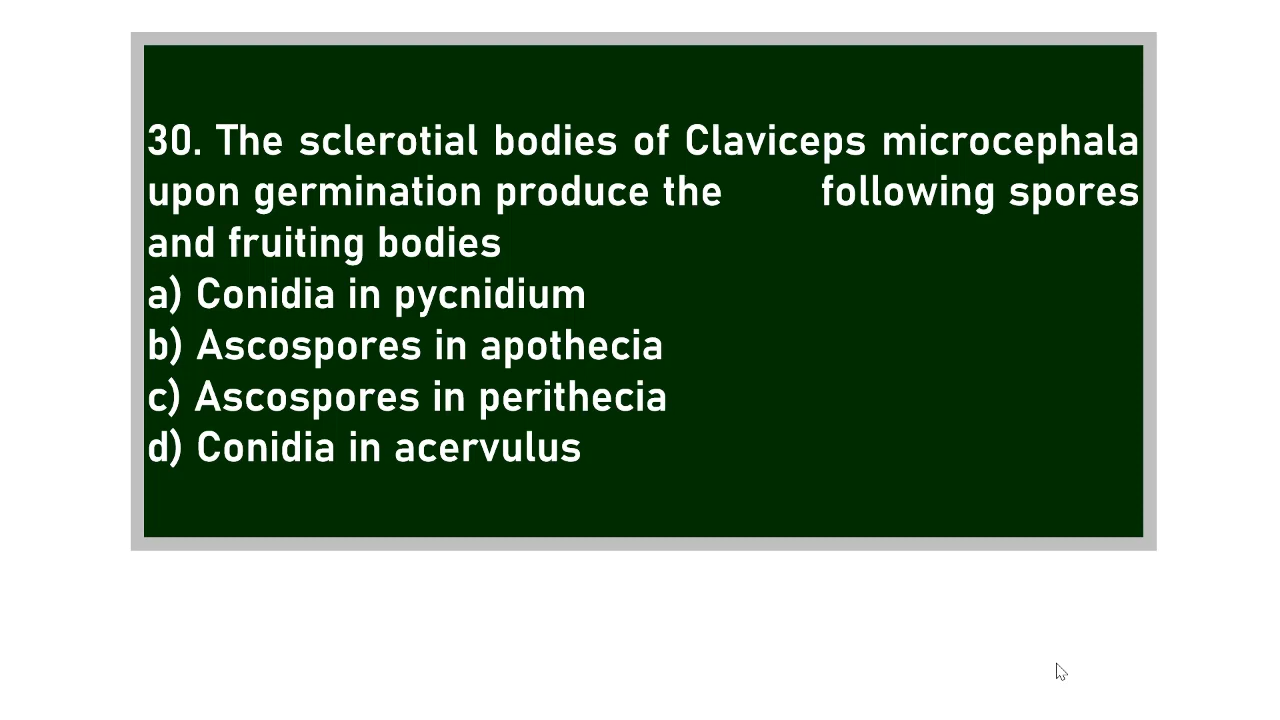 30. The sclerotial bodies of Claviceps microcephala
upon germination produce the following spores
and fruiting bodies
a) Conidia in pycnidium
b) Ascospores in apothecia
c) Ascospores in perithecia
d) Conidia in acervulus